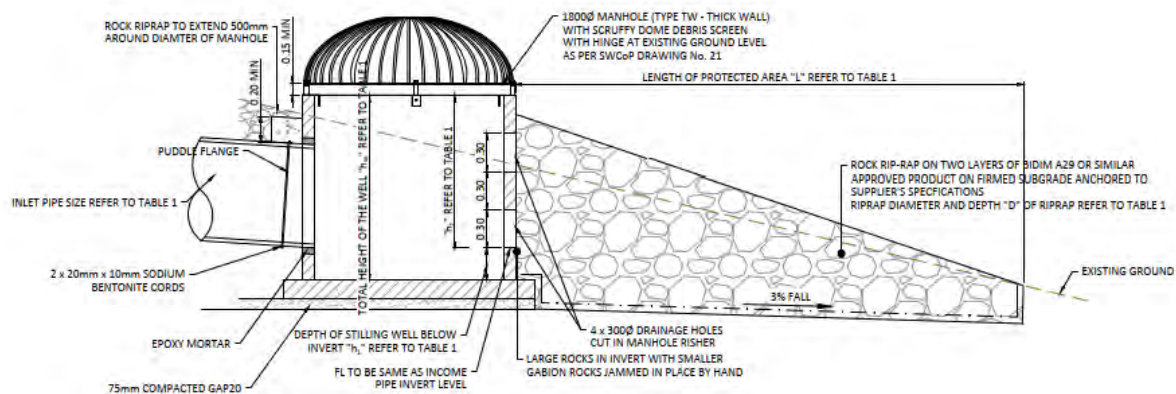 ROCK RIPRAP TO EXTEND 500mm
AROUND DIAMTER OF MANHOLE
0.15 MIN
0.20 MIN
1800Ø MANHOLE (TYPE TW - THICK WALL)
WITH SCRUFFY DOME DEBRIS SCREEN
WITH HINGE AT EXISTING GROUND LEVEL
AS PER SWCoP DRAWING No. 21
LENGTH OF PROTECTED AREA "L" REFER TO TABLE 1
PUDDLE FLANGE
INLET PIPE SIZE REFER TO TABLE 1
TOTAL HEIGHT OF THE WELL "hw" REFER TO TABLE 1
REFER TO TABLE 1
0.30
0.30
0.30
ROCK RIP-RAP ON TWO LAYERS OF BIDIM A29 OR SIMILAR
APPROVED PRODUCT ON FIRMED SUBGRADE ANCHORED TO
SUPPLIER'S SPECFICATIONS
RIPRAP DIAMETER AND DEPTH "D" OF RIPRAP REFER TO TABLE 1
2 x 20mm x 10mm SODIUM
BENTONITE CORDS
EXISTING GROUND
3% FALL
EPOXY MORTAR
DEPTH OF STILLING WELL BELOW
INVERT "h1" REFER TO TABLE 1
4 x 300Ø DRAINAGE HOLES
CUT IN MANHOLE RISHER
FL TO BE SAME AS INCOME
PIPE INVERT LEVEL
LARGE ROCKS IN INVERT WITH SMALLER
GABION ROCKS JAMMED IN PLACE BY HAND
75mm COMPACTED GAP20